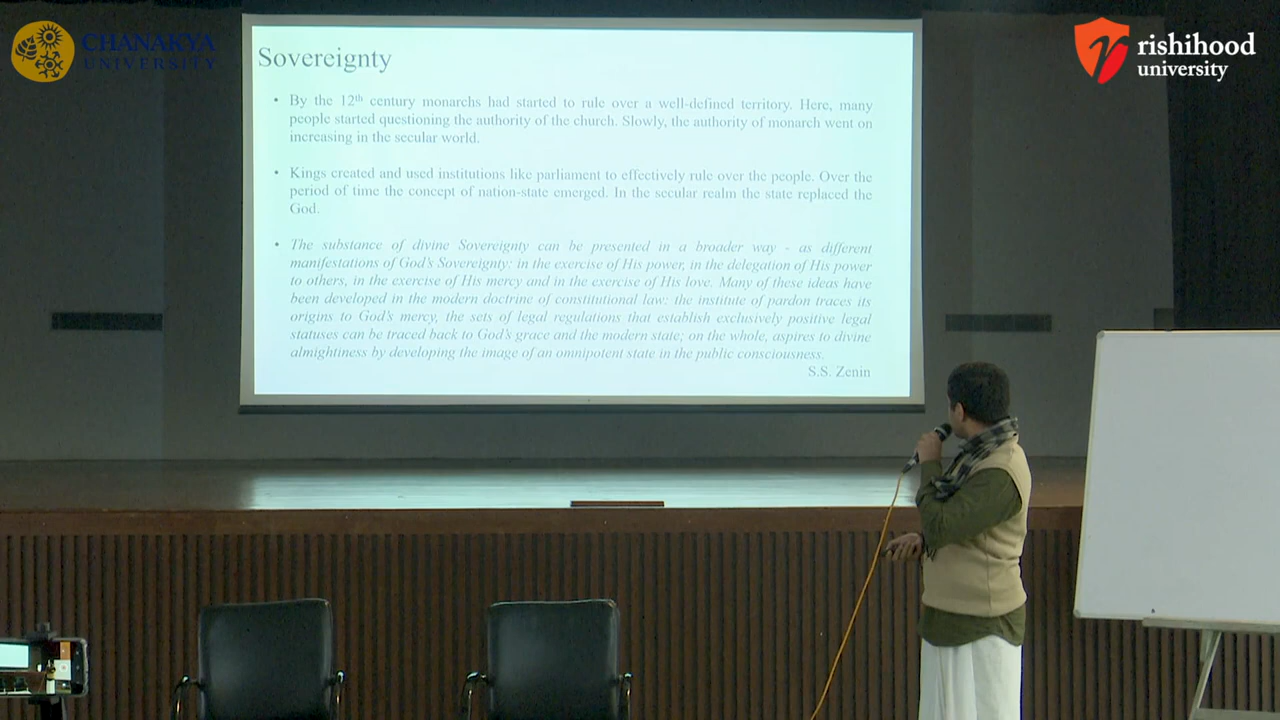 CHANAKYA
UNIVERSITY
rishihood
university
Sovereignty
• By the 12th century monarchs had started to rule over a well-defined territory. Here, many
people started questioning the authority of the church. Slowly, the authority of monarch went on
increasing in the secular world.
• Kings created and used institutions like parliament to effectively rule over the people. Over the
period of time the concept of nation-state emerged. In the secular realm the state replaced the
God.
• The substance of divine Sovereignty can be presented in a broader way - as different
manifestations of God's Sovereignty: in the exercise of His power, in the delegation of His power
to others, in the exercise of His mercy and in the exercise of His love. Many of these ideas have
been developed in the modern doctrine of constitutional law: the institute of pardon traces its
origins to God's mercy, the sets of legal regulations that establish exclusively positive legal
statuses can be traced back to God's grace and the modern state; on the whole, aspires to divine
almightiness by developing the image of an omnipotent state in the public consciousness.
S.S. Zenin